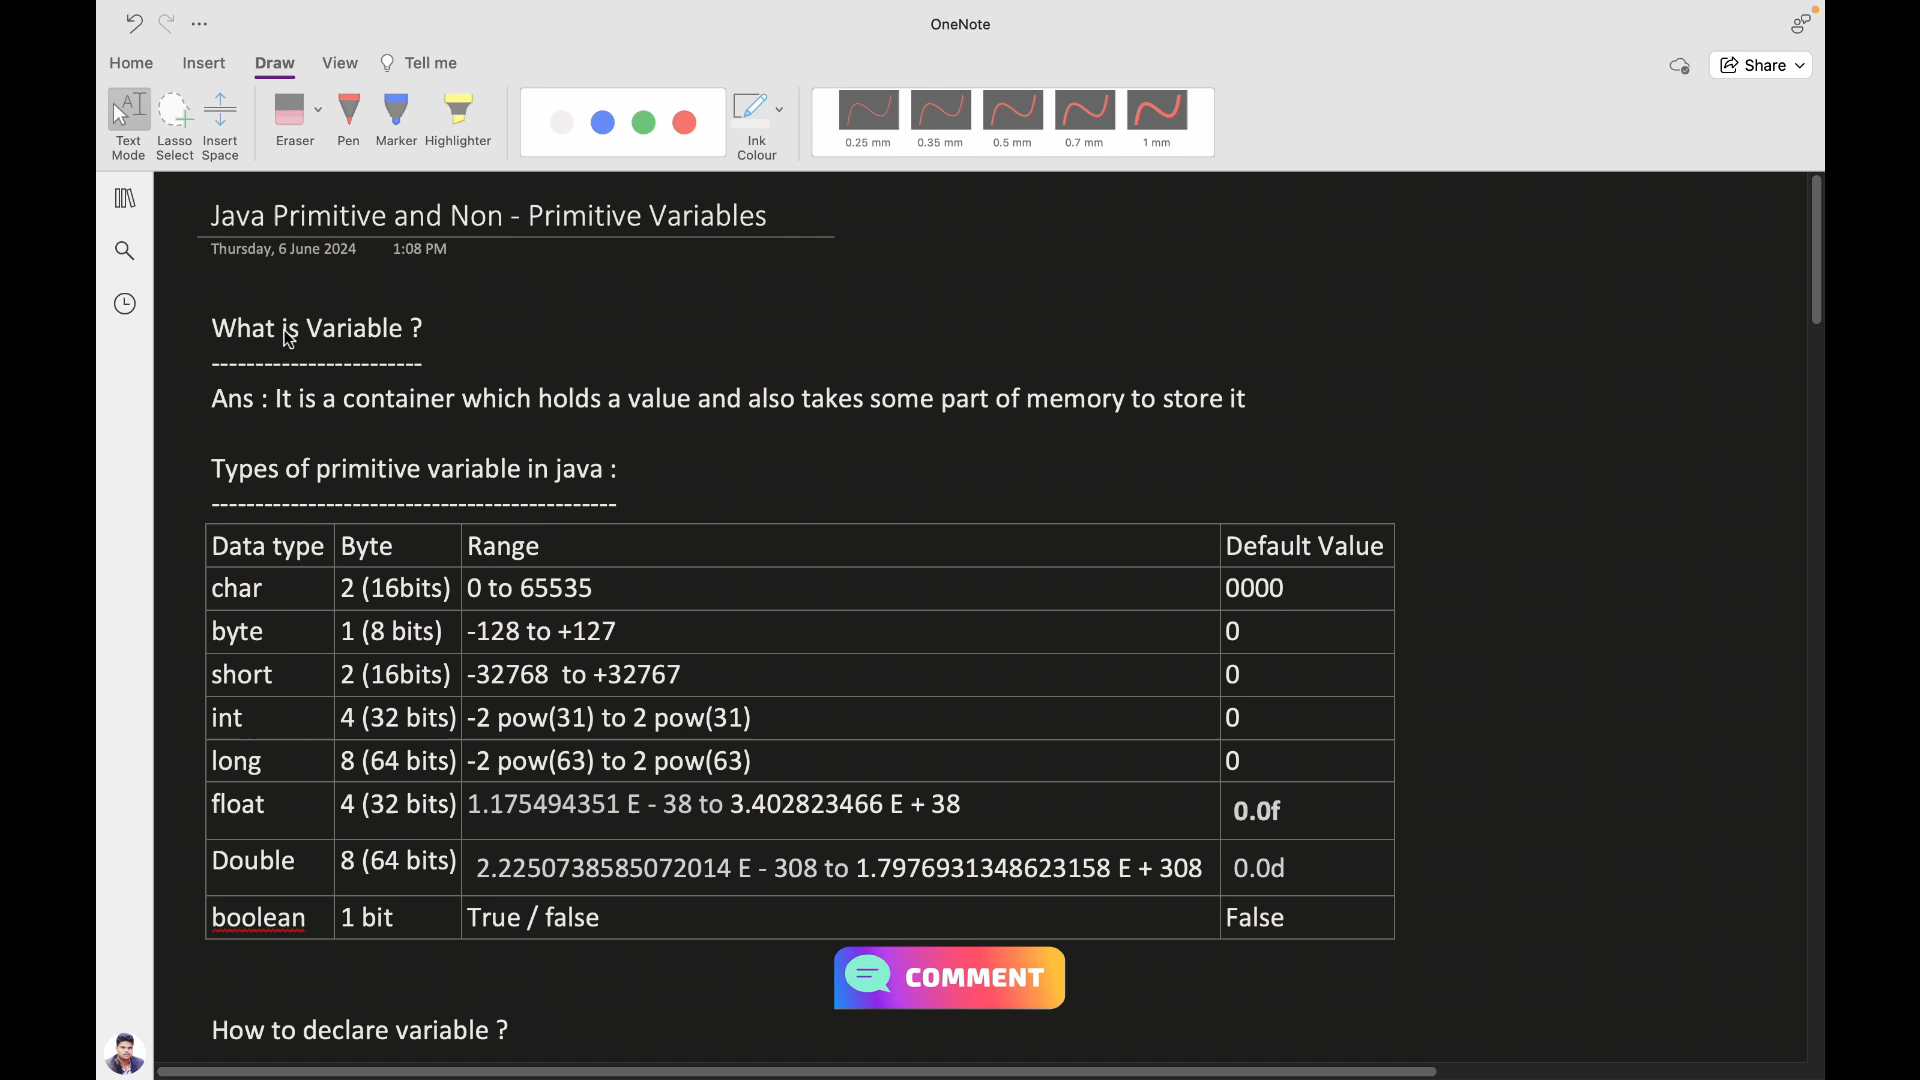 OneNote
Home Insert Draw View Tell me
Share
Text Mode
Lasso Select
Insert Space
Eraser
Pen
Marker
Highlighter
Ink Colour
0.25 mm 0.35 mm 0.5 mm 0.7 mm 1 mm
Java Primitive and Non - Primitive Variables
Thursday, 6 June 2024 1:08 PM
What is Variable ?
------------------------
Ans : It is a container which holds a value and also takes some part of memory to store it
Types of primitive variable in java :
----------------------------------------------
Data type Byte Range Default Value
char 2 (16bits) 0 to 65535 0000
byte 1 (8 bits) -128 to +127 0
short 2 (16bits) -32768 to +32767 0
int 4 (32 bits) -2 pow(31) to 2 pow(31) 0
long 8 (64 bits) -2 pow(63) to 2 pow(63) 0
float 4 (32 bits) 1.175494351 E - 38 to 3.402823466 E + 38 0.0f
Double 8 (64 bits) 2.2250738585072014 E - 308 to 1.7976931348623158 E + 308 0.0d
boolean 1 bit True / false False
COMMENT
How to declare variable ?